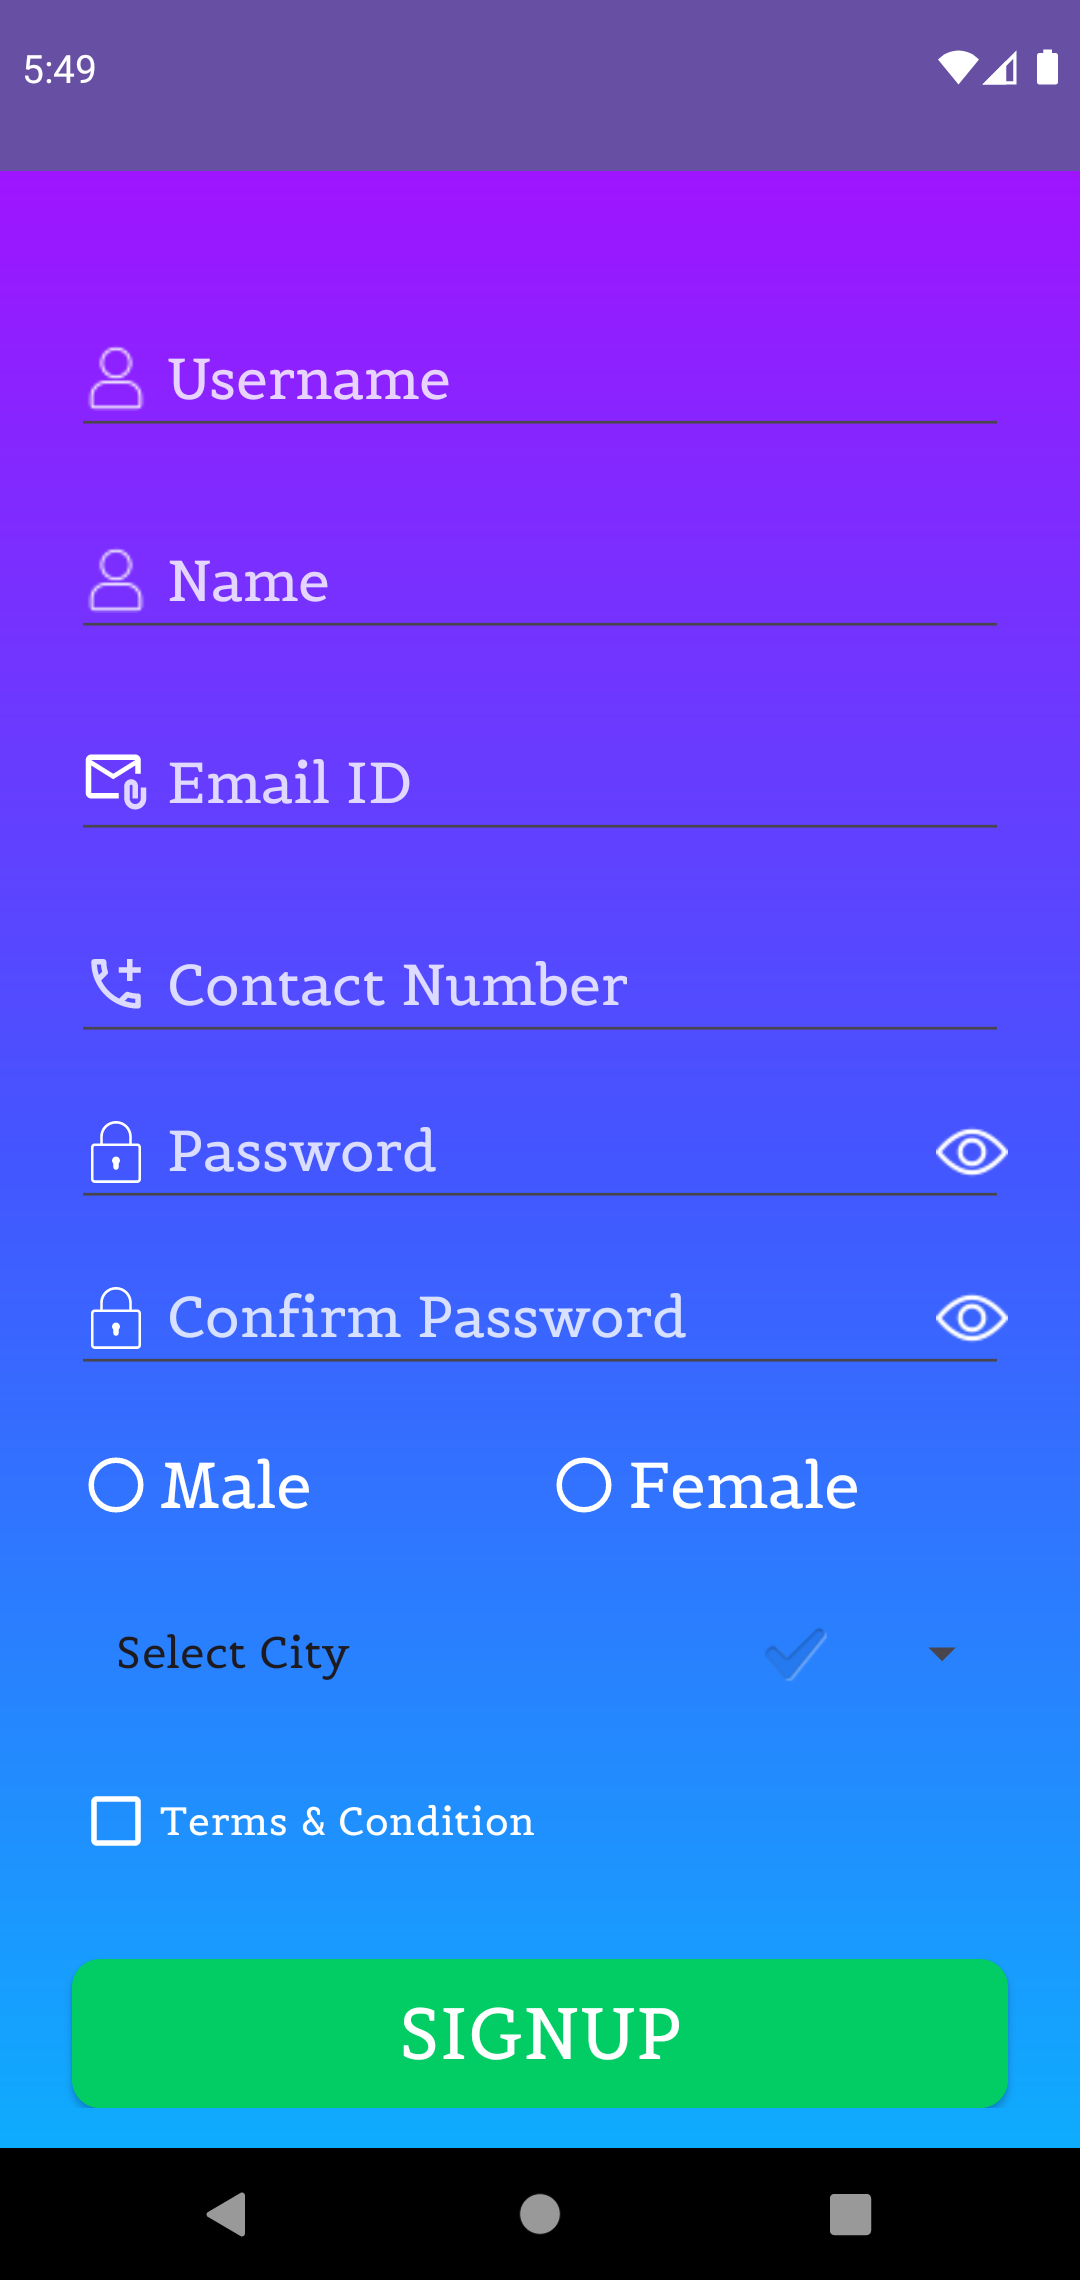 5:49
Username
Name
Email ID
Contact Number
Password
Confirm Password
Male Female
Select City
Terms & Condition
SIGNUP